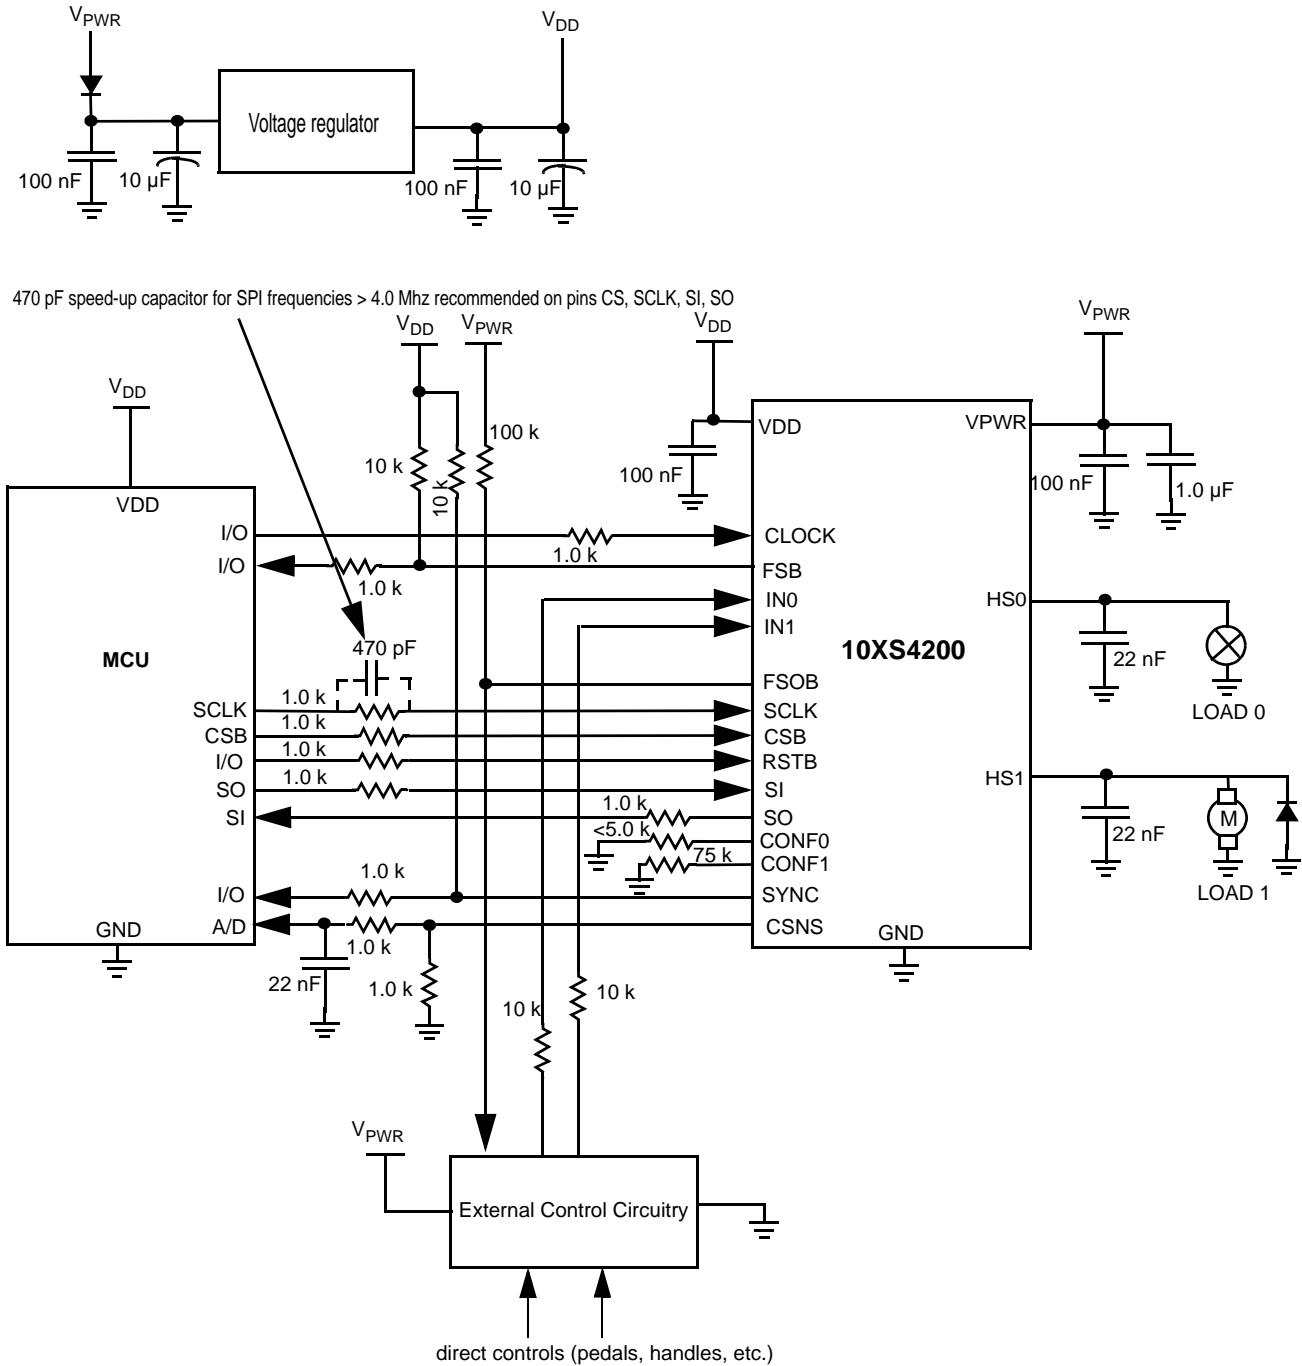 VPWR
VDD
Voltage regulator
100 nF
10 µF
100 nF
10 µF
470 pF speed-up capacitor for SPI frequencies > 4.0 Mhz recommended on pins CS, SCLK, SI, SO
VDD
VPWR
VDD
VPWR
VDD
VDD
VPWR
100 k
10 k
10 k
100 nF
100 nF
1.0 µF
VDD
I/O
1.0 k
CLOCK
I/O
1.0 k
FSB
IN0
HS0
IN1
MCU
470 pF
10XS4200
22 nF
FSOB
LOAD 0
SCLK
1.0 k
SCLK
CSB
1.0 k
CSB
I/O
1.0 k
RSTB
HS1
SO
1.0 k
SI
SI
1.0 k
SO
M
22 nF
<5.0 k
CONF0
75 k
CONF1
LOAD 1
I/O
1.0 k
SYNC
A/D
1.0 k
CSNS
GND
GND
22 nF
1.0 k
10 k
10 k
VPWR
External Control Circuitry
direct controls (pedals, handles, etc.)